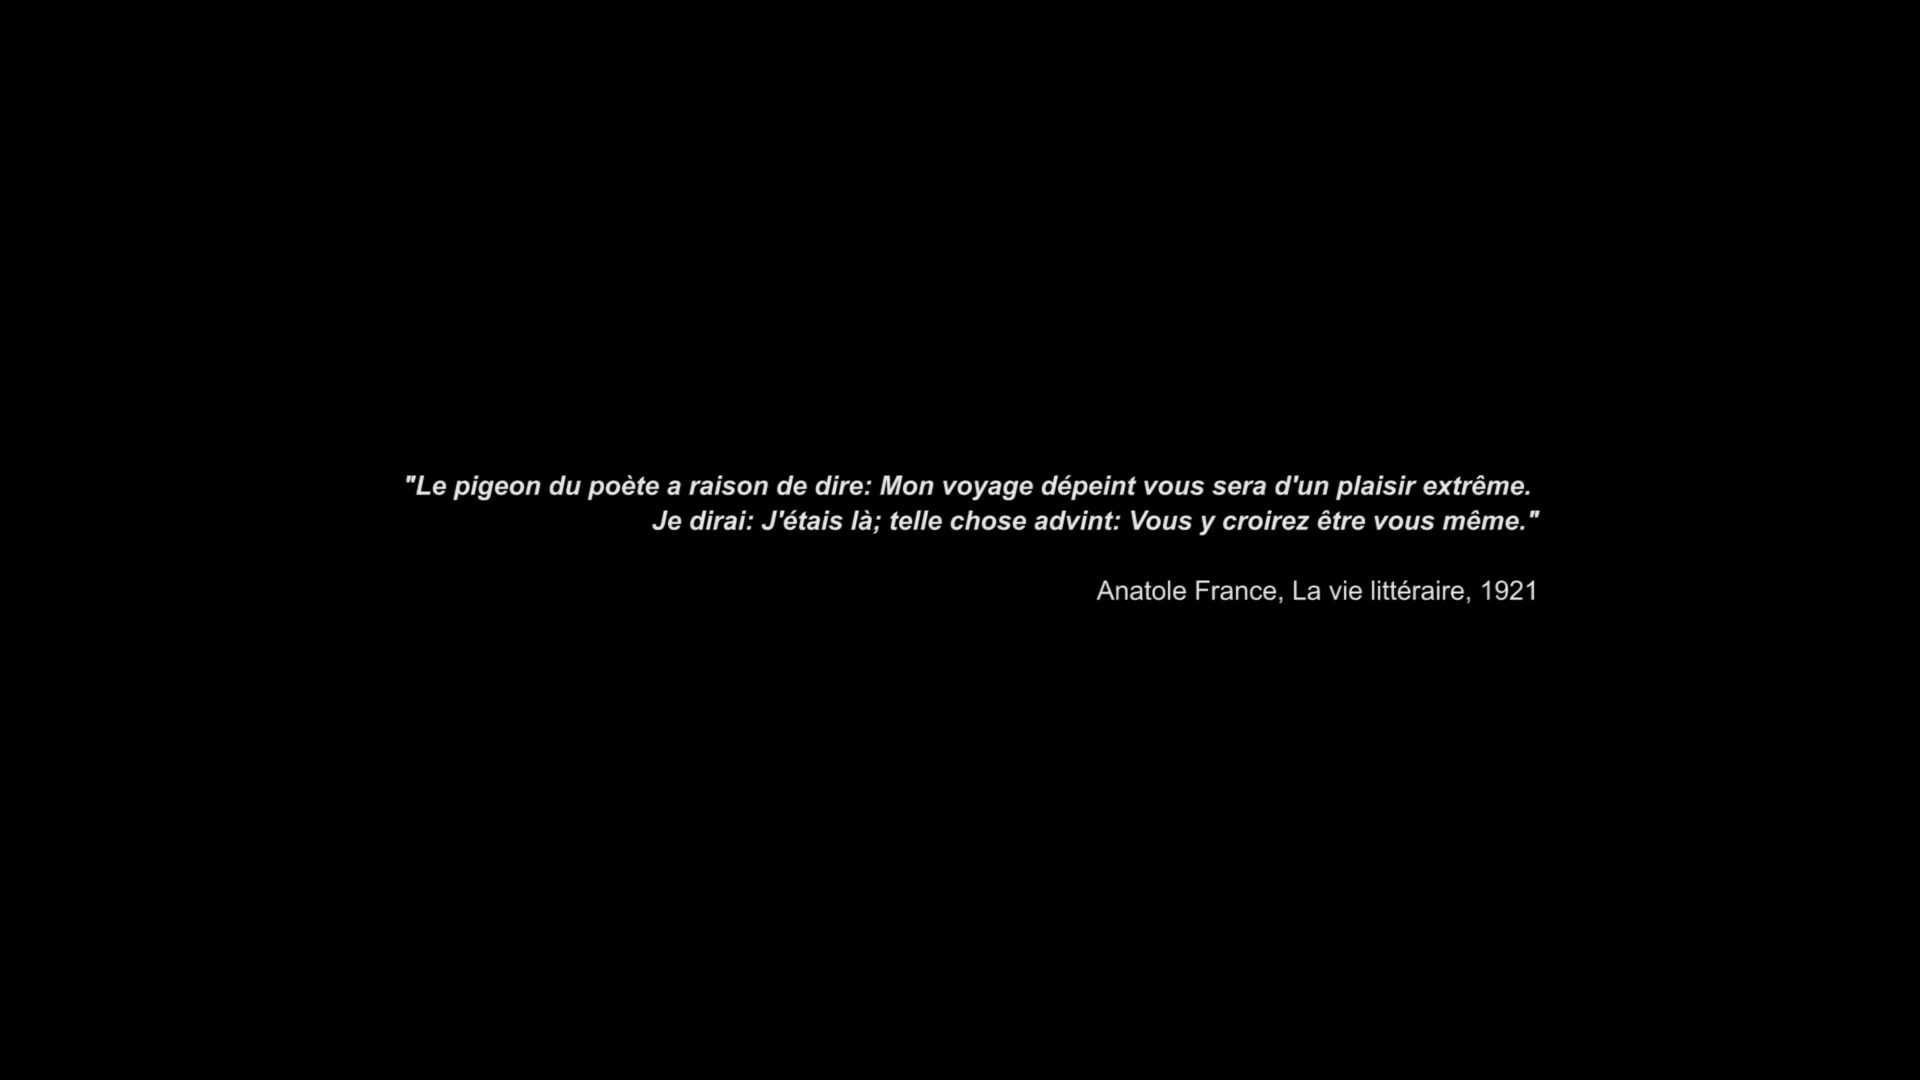 "Le pigeon du poète a raison de dire: Mon voyage dépeint vous sera d'un plaisir extrême.
Je dirai: J'étais là; telle chose advint: Vous y croirez être vous même."
Anatole France, La vie littéraire, 1921